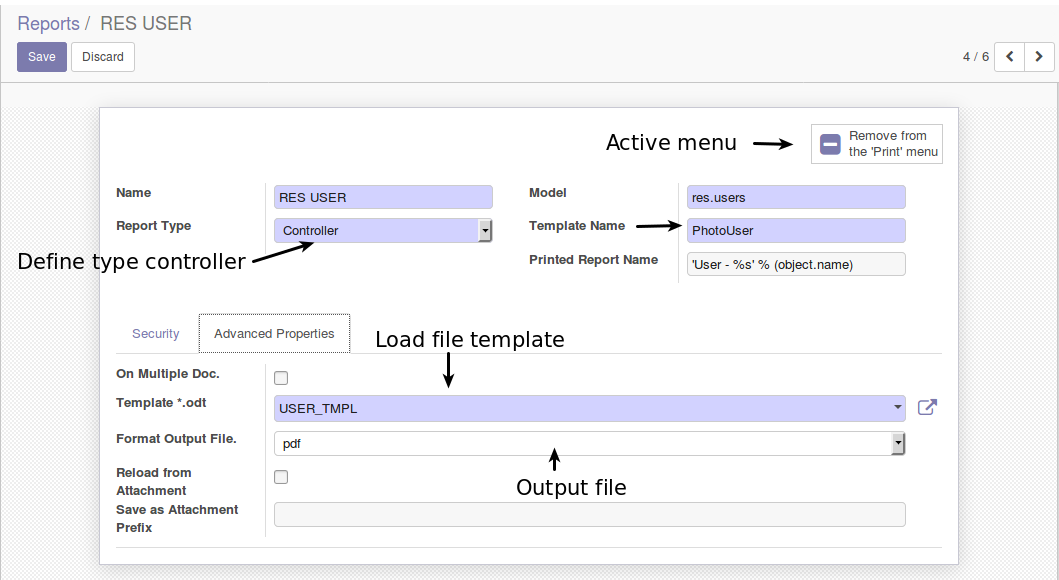 Reports / RES USER
Save
Discard
4 / 6
Active menu
Remove from
the 'Print' menu
Name
RES USER
Model
res.users
Report Type
Controller
Template Name
PhotoUser
Define type controller
Printed Report Name
'User - %s' % (object.name)
Security
Advanced Properties
Load file template
On Multiple Doc.
Template *.odt
USER_TMPL
Format Output File.
pdf
Reload from
Attachment
Output file
Save as Attachment
Prefix